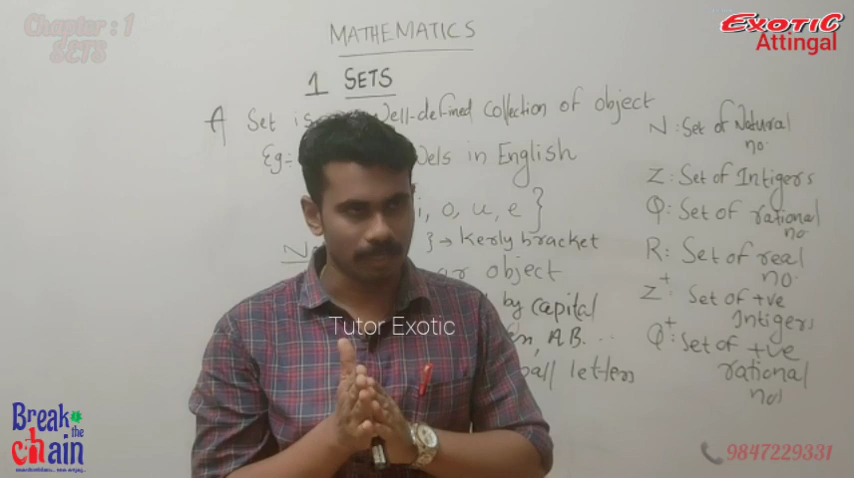 Chapter : 1
SETS
EXOTIC
Attingal
MATHEMATICS
1 SETS
A Set is Well-defined collection of object
Eg:- wels in English
i, o, u, e }
} → kerly bracket
object
by capital
A B . . .
letters
N : Set of Natural
no.
Z : Set of Intigers
Q : Set of rational
no
R : Set of real
no.
Z⁺ : Set of +ve
Intigers
Q⁺ : Set of +ve
rational
no
Tutor Exotic
Break
the
chain
9847229331